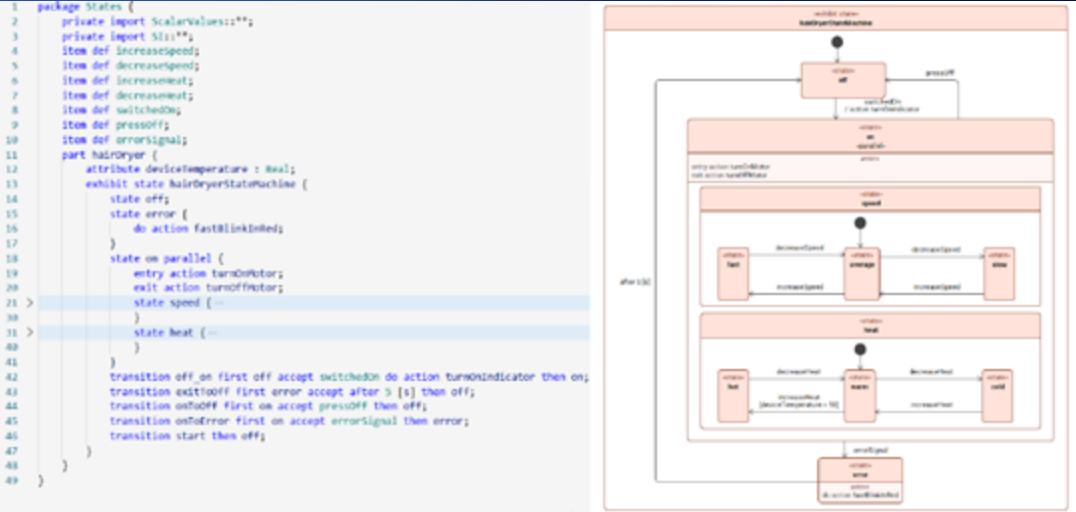 1 package States {
2 private import ScalarValues::*;
3 private import SI::*;
4 item def increaseSpeed;
5 item def decreaseSpeed;
6 item def increaseHeat;
7 item def decreaseHeat;
8 item def switchedOn;
9 item def pressOff;
10 item def errorSignal;
11 part hairDryer {
12 attribute deviceTemperature : Real;
13 exhibit state hairDryerStateMachine {
14 state off;
15 state error {
16 do action fastBlinkInRed;
17 }
18 state on parallel {
19 entry action turnOnMotor;
20 exit action turnOffMotor;
21 > state speed {
30 }
31 > state heat {
40 }
41 }
42 transition off_on first off accept switchedOn do action turnOnIndicator then on;
43 transition exitToOff first error accept after 5 [s] then off;
44 transition onToOff first on accept pressOff then off;
45 transition onToError first on accept errorSignal then error;
46 transition start then off;
47 }
48 }
49 }
«exhibit state»
hairDryerStateMachine
«state»
off
pressOff
switchedOn
/ action turnOnIndicator
«state»
on
«parallel»
actions
entry action turnOnMotor
exit action turnOffMotor
«state»
speed
decreaseSpeed
decreaseSpeed
«state»
fast
«state»
average
«state»
slow
increaseSpeed
increaseSpeed
after 5 [s]
«state»
heat
decreaseHeat
decreaseHeat
«state»
hot
«state»
warm
«state»
cold
increaseHeat
increaseHeat
errorSignal
«state»
error
actions
do action fastBlinkInRed